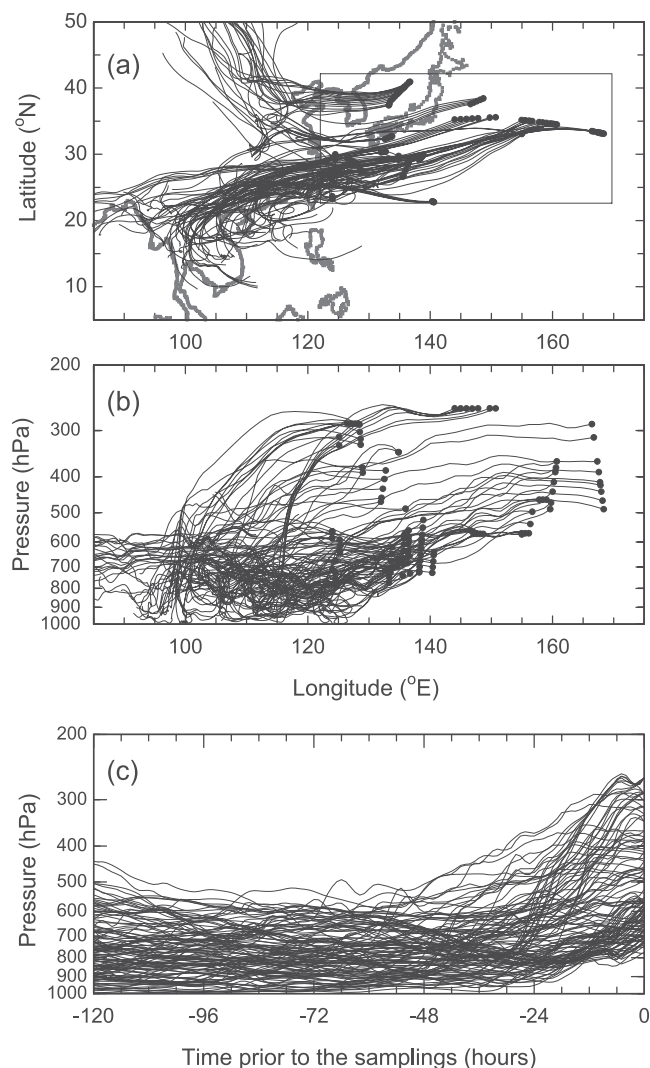 50
(a)
40
30
20
10
Latitude (°N)
100 120 140 160
200
(b)
300
400
500
600
700
800
900
1000
Pressure (hPa)
100 120 140 160
Longitude (°E)
200
(c)
300
400
500
600
700
800
900
1000
Pressure (hPa)
-120 -96 -72 -48 -24 0
Time prior to the samplings (hours)